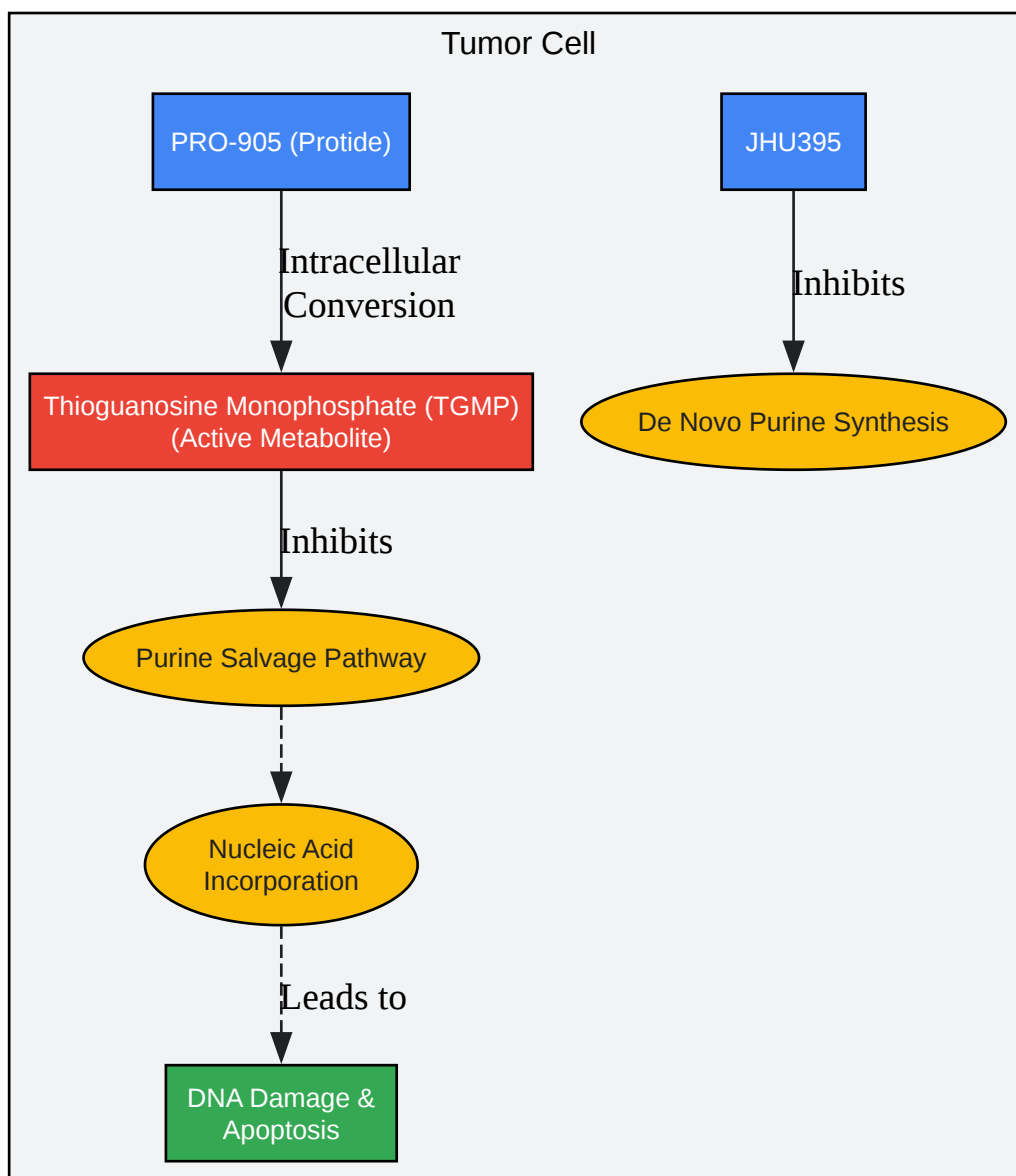 Tumor Cell
PRO-905 (Protide)
JHU395
Intracellular
Conversion
Inhibits
Thioguanosine Monophosphate (TGMP)
(Active Metabolite)
De Novo Purine Synthesis
Inhibits
Purine Salvage Pathway
Nucleic Acid
Incorporation
Leads to
DNA Damage &
Apoptosis